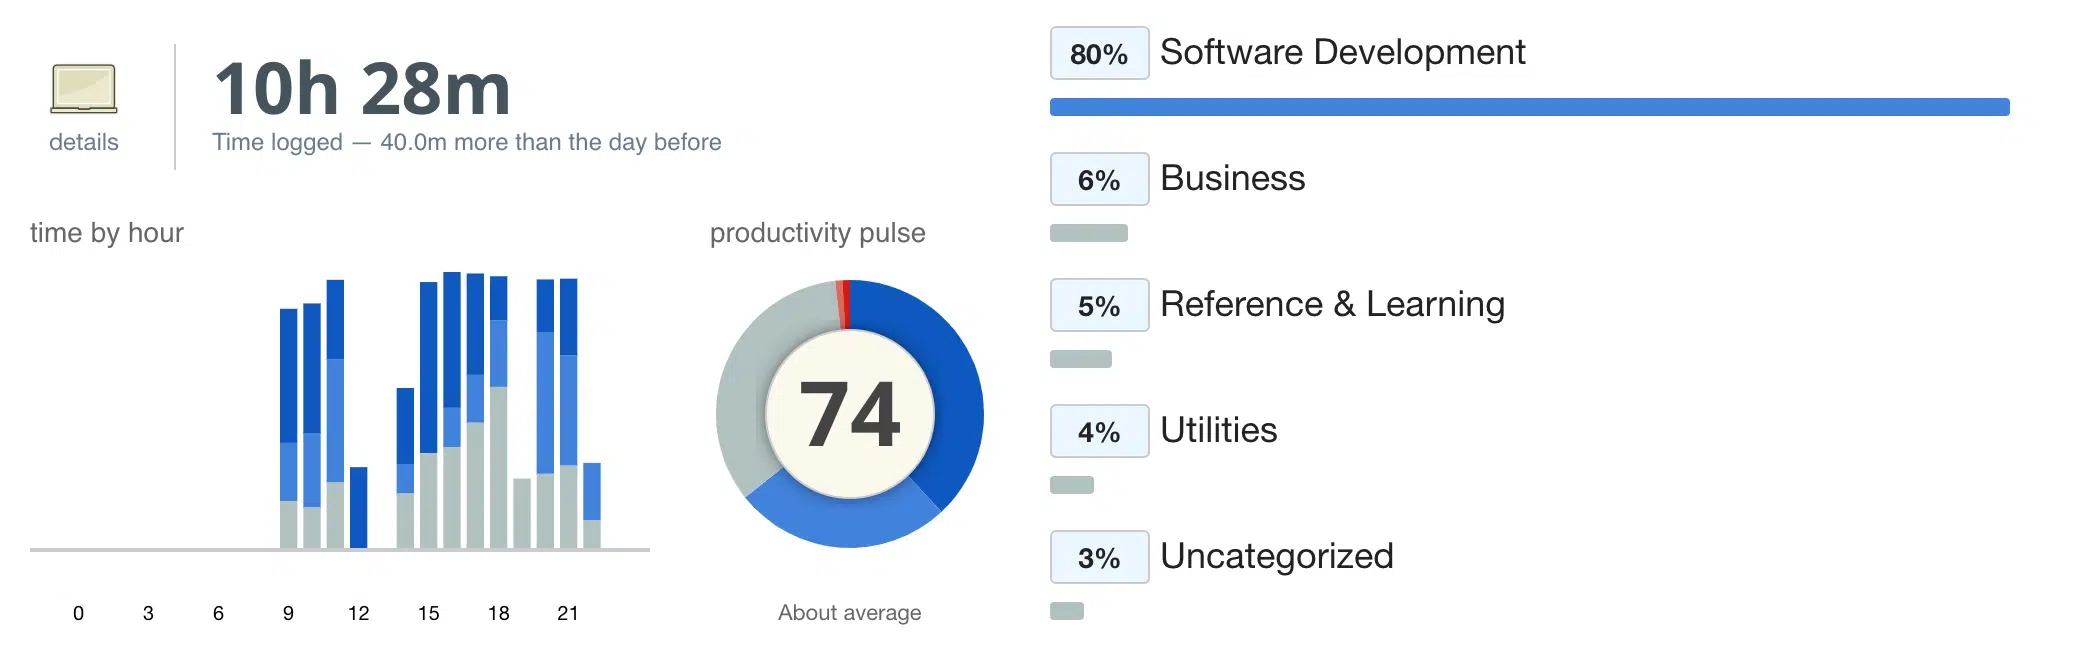 10h 28m
details
Time logged — 40.0m more than the day before
time by hour
0 3 6 9 12 15 18 21
productivity pulse
74
About average
80% Software Development
6% Business
5% Reference & Learning
4% Utilities
3% Uncategorized